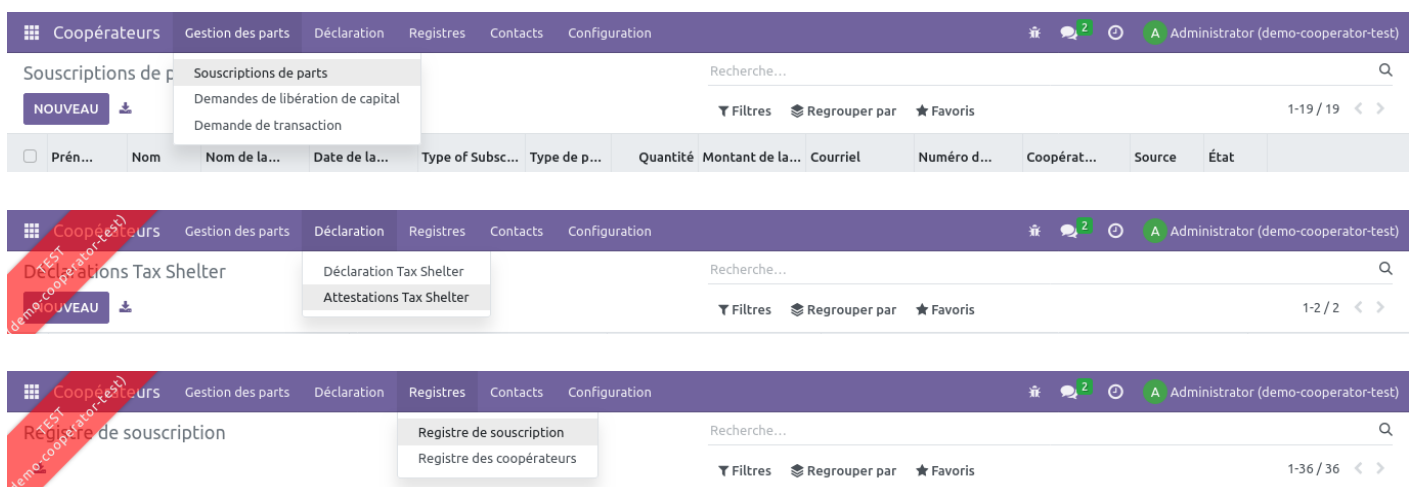 Coopérateurs Gestion des parts Déclaration Registres Contacts Configuration 2 A Administrator (demo-cooperator-test)
Souscriptions de p Souscriptions de parts Recherche...
NOUVEAU Demandes de libération de capital Filtres Regrouper par Favoris 1-19 / 19
Demande de transaction
Prén... Nom Nom de la... Date de la... Type of Subsc... Type de p... Quantité Montant de la... Courriel Numéro d... Coopérat... Source État
Coopérateurs Gestion des parts Déclaration Registres Contacts Configuration 2 A Administrator (demo-cooperator-test)
TEST
(demo-cooperator-test)
Déclarations Tax Shelter Déclaration Tax Shelter Recherche...
NOUVEAU Attestations Tax Shelter Filtres Regrouper par Favoris 1-2 / 2
Coopérateurs Gestion des parts Déclaration Registres Contacts Configuration 2 A Administrator (demo-cooperator-test)
TEST
(demo-cooperator-test)
Registre de souscription Registre de souscription Recherche...
Registre des coopérateurs Filtres Regrouper par Favoris 1-36 / 36